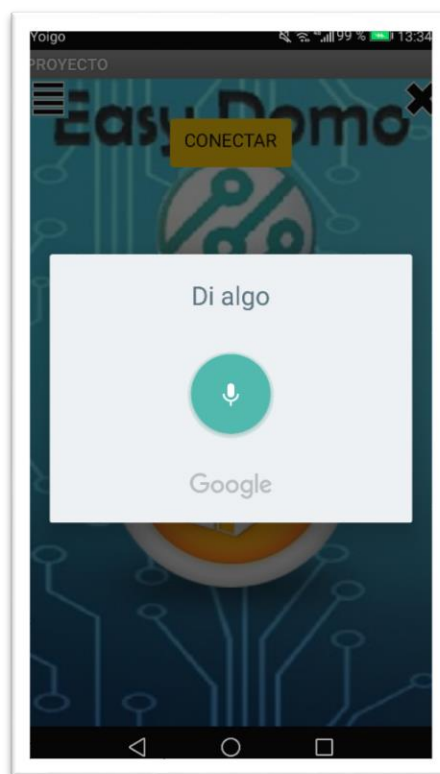 Yoigo 99 % 13:34
PROYECTO
Easy Domo
CONECTAR
Di algo
Google